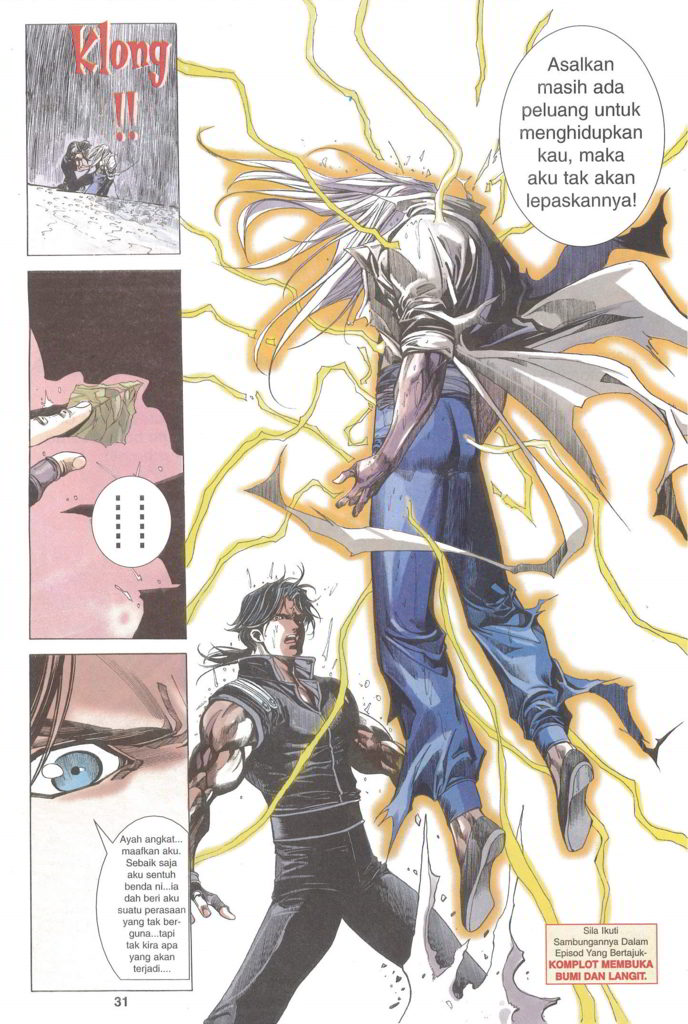 Klong
!!
Asalkan
masih ada
peluang untuk
menghidupkan
kau, maka
aku tak akan
lepaskannya!
Ayah angkat...
maafkan aku.
Sebaik saja
aku sentuh
benda ni...ia
dah beri aku
suatu perasaan
yang tak ber-
guna...tapi
tak kira apa
yang akan
terjadi....
Sila Ikuti
Sambungannya Dalam
Episod Yang Bertajuk-
KOMPLOT MEMBUKA
BUMI DAN LANGIT.
31